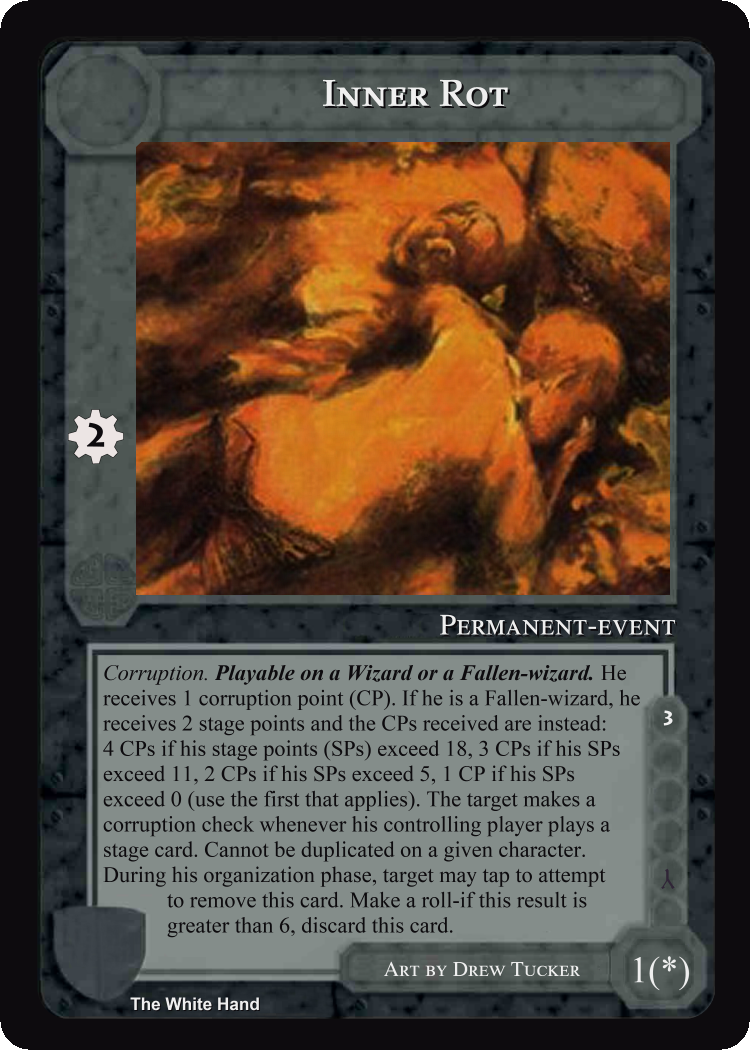 INNER ROT
2
PERMANENT-EVENT
Corruption. Playable on a Wizard or a Fallen-wizard. He
receives 1 corruption point (CP). If he is a Fallen-wizard, he
receives 2 stage points and the CPs received are instead:
4 CPs if his stage points (SPs) exceed 18, 3 CPs if his SPs
exceed 11, 2 CPs if his SPs exceed 5, 1 CP if his SPs
exceed 0 (use the first that applies). The target makes a
corruption check whenever his controlling player plays a
stage card. Cannot be duplicated on a given character.
During his organization phase, target may tap to attempt
to remove this card. Make a roll-if this result is
greater than 6, discard this card.
3
ART BY DREW TUCKER
1(*)
The White Hand